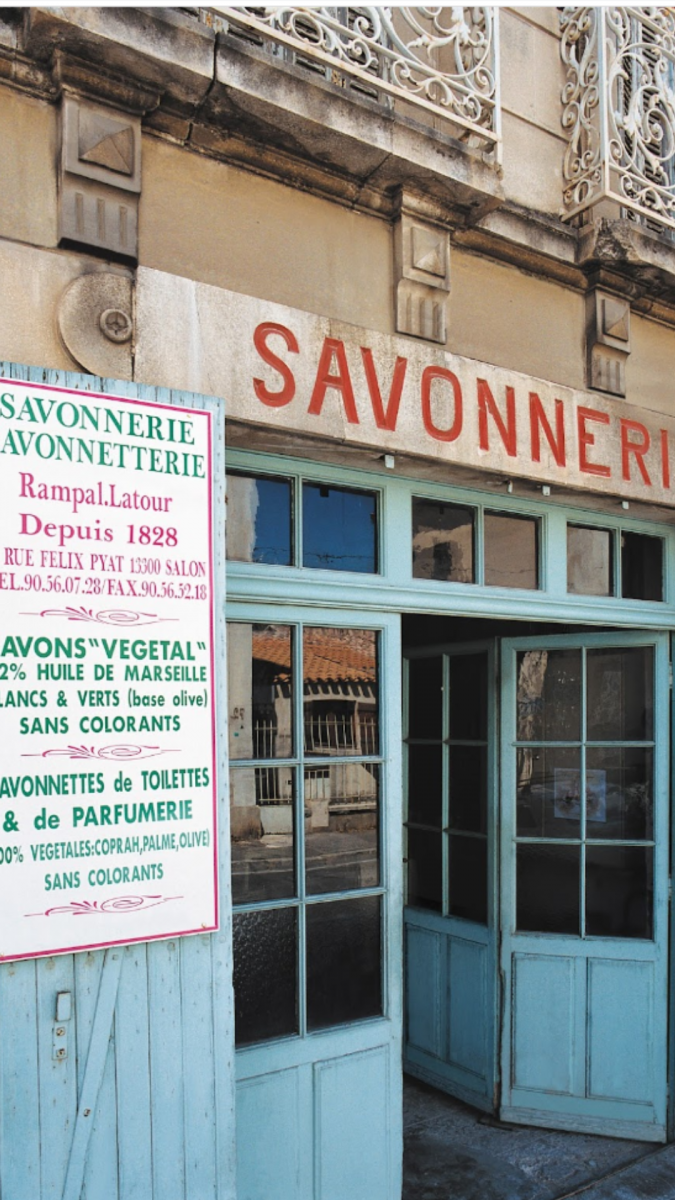 SAVONNERI
SAVONNERIE
AVONNETTERIE
Rampal.Latour
Depuis 1828
RUE FELIX PYAT 13300 SALON
EL.90.56.07.28/FAX.90.56.52.18
AVONS "VEGETAL"
2% HUILE DE MARSEILLE
LANCS & VERTS (base olive)
SANS COLORANTS
AVONNETTES de TOILETTES
& de PARFUMERIE
00% VEGETALES:COPRAH,PALME,OLIVE)
SANS COLORANTS